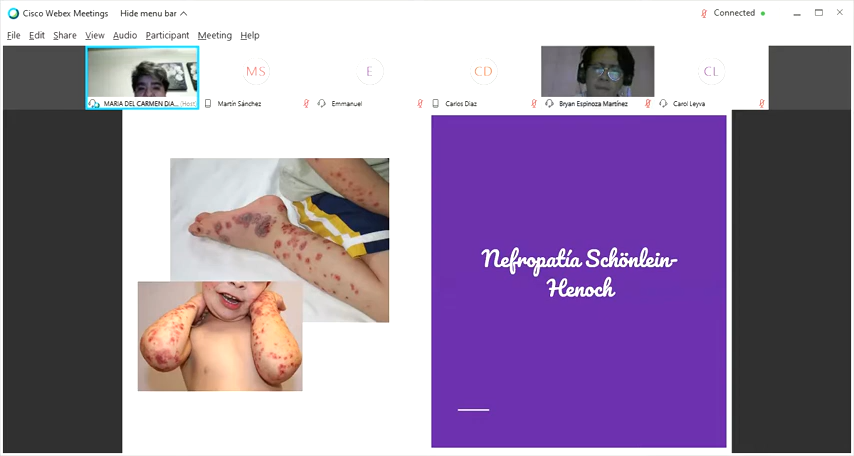 Cisco Webex Meetings Hide menu bar Connected
File Edit Share View Audio Participant Meeting Help
MS E CD CL
MARIA DEL CARMEN DIA... (Host) Martín Sánchez Emmanuel Carlos Diaz Bryan Espinoza Martínez Carol Leyva
Nefropatía Schönlein-
Henoch